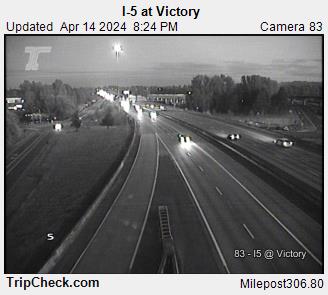 I-5 at Victory
Updated Apr 14 2024 8:24 PM Camera 83
T
S
83 - I5 @ Victory
TripCheck.com Milepost306.80